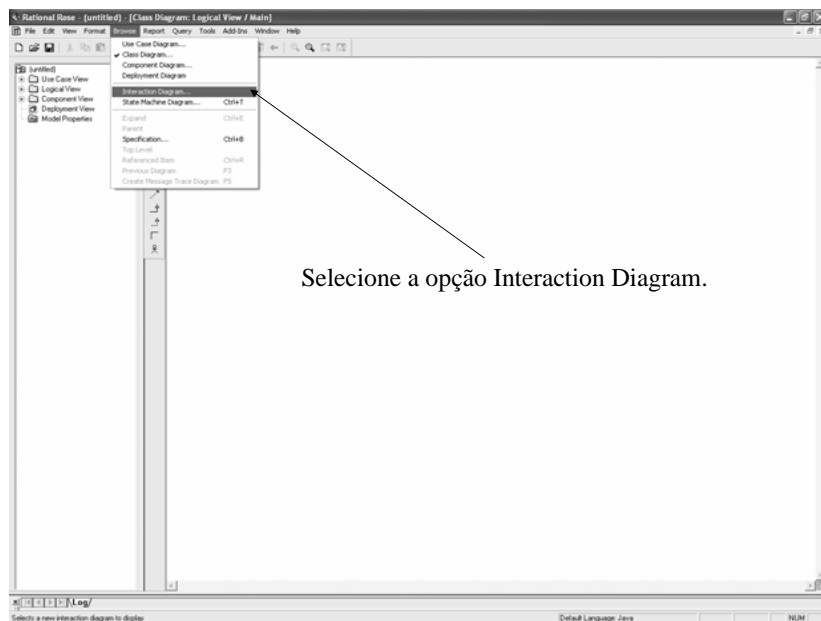 Rational Rose - (untitled) - [Class Diagram: Logical View / Main]
File Edit View Format Browse Report Query Tools Add-Ins Window Help
Use Case Diagram...
Class Diagram...
Component Diagram...
Deployment Diagram
Interaction Diagram...
State Machine Diagram... Ctrl+T
Expand Ctrl+E
Parent
Specification... Ctrl+B
Top Level
Referenced Item Ctrl+R
Previous Diagram F3
Create Message Trace Diagram F5
(untitled)
Use Case View
Logical View
Component View
Deployment View
Model Properties
Selecione a opção Interaction Diagram.
Log
Selects a new interaction diagram to display
Default Language: Java
NUM